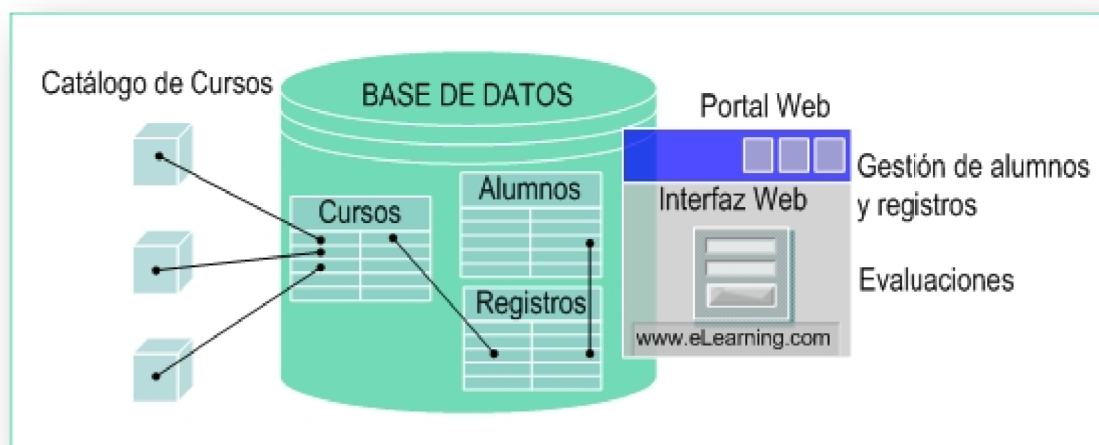 Catálogo de Cursos
BASE DE DATOS
Cursos
Alumnos
Registros
Portal Web
Interfaz Web
www.eLearning.com
Gestión de alumnos
y registros
Evaluaciones